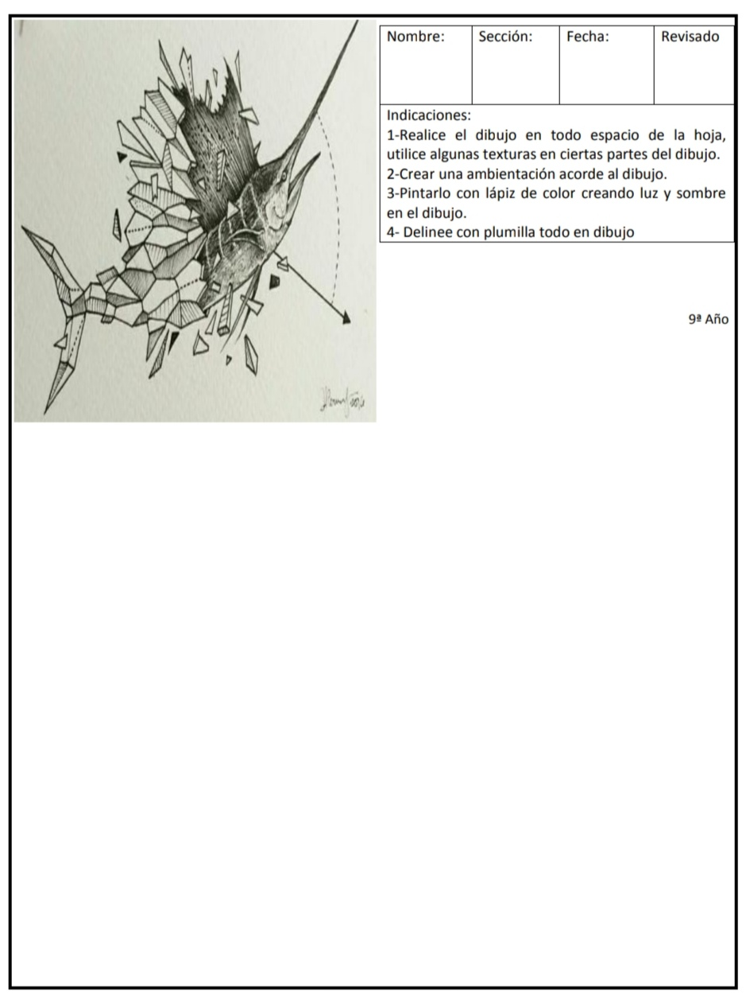 Nombre:
Sección:
Fecha:
Revisado
Indicaciones:
1-Realice el dibujo en todo espacio de la hoja,
utilice algunas texturas en ciertas partes del dibujo.
2-Crear una ambientación acorde al dibujo.
3-Pintarlo con lápiz de color creando luz y sombre
en el dibujo.
4- Delinee con plumilla todo en dibujo
9ª Año